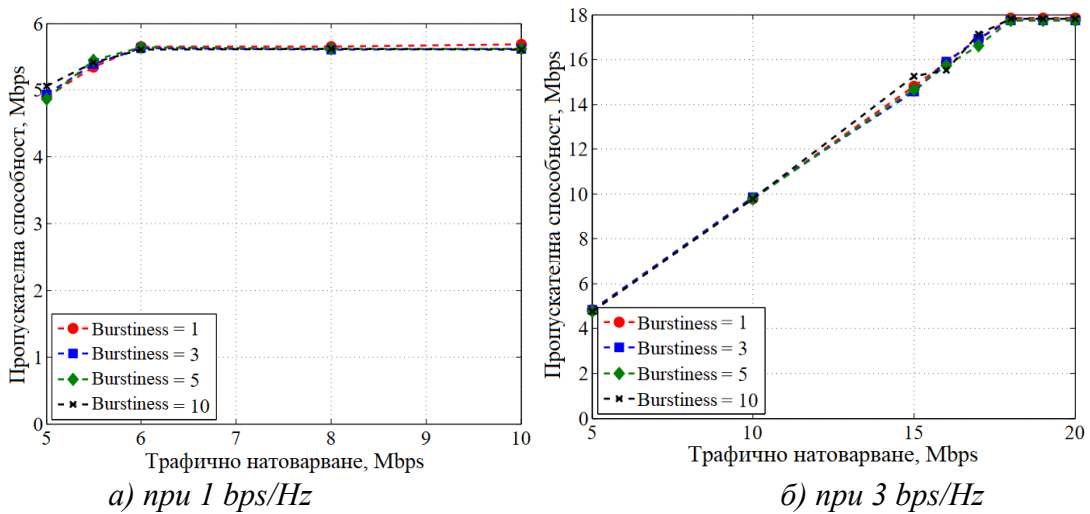 Пропускателна способност, Mbps
6
5
4
3
2
1
0
Burstiness = 1
Burstiness = 3
Burstiness = 5
Burstiness = 10
5
6
7
8
9
10
Трафично натоварване, Mbps
а) при 1 bps/Hz
Пропускателна способност, Mbps
18
16
14
12
10
8
6
4
2
0
Burstiness = 1
Burstiness = 3
Burstiness = 5
Burstiness = 10
5
10
15
20
Трафично натоварване, Mbps
б) при 3 bps/Hz